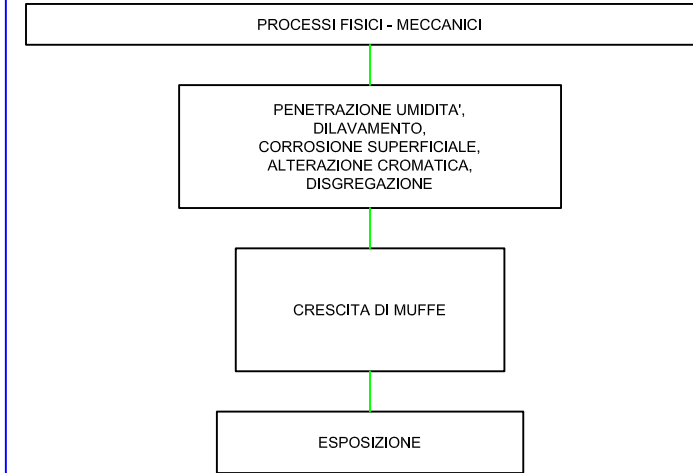 PROCESSI FISICI - MECCANICI
PENETRAZIONE UMIDITA',
DILAVAMENTO,
CORROSIONE SUPERFICIALE,
ALTERAZIONE CROMATICA,
DISGREGAZIONE
CRESCITA DI MUFFE
ESPOSIZIONE